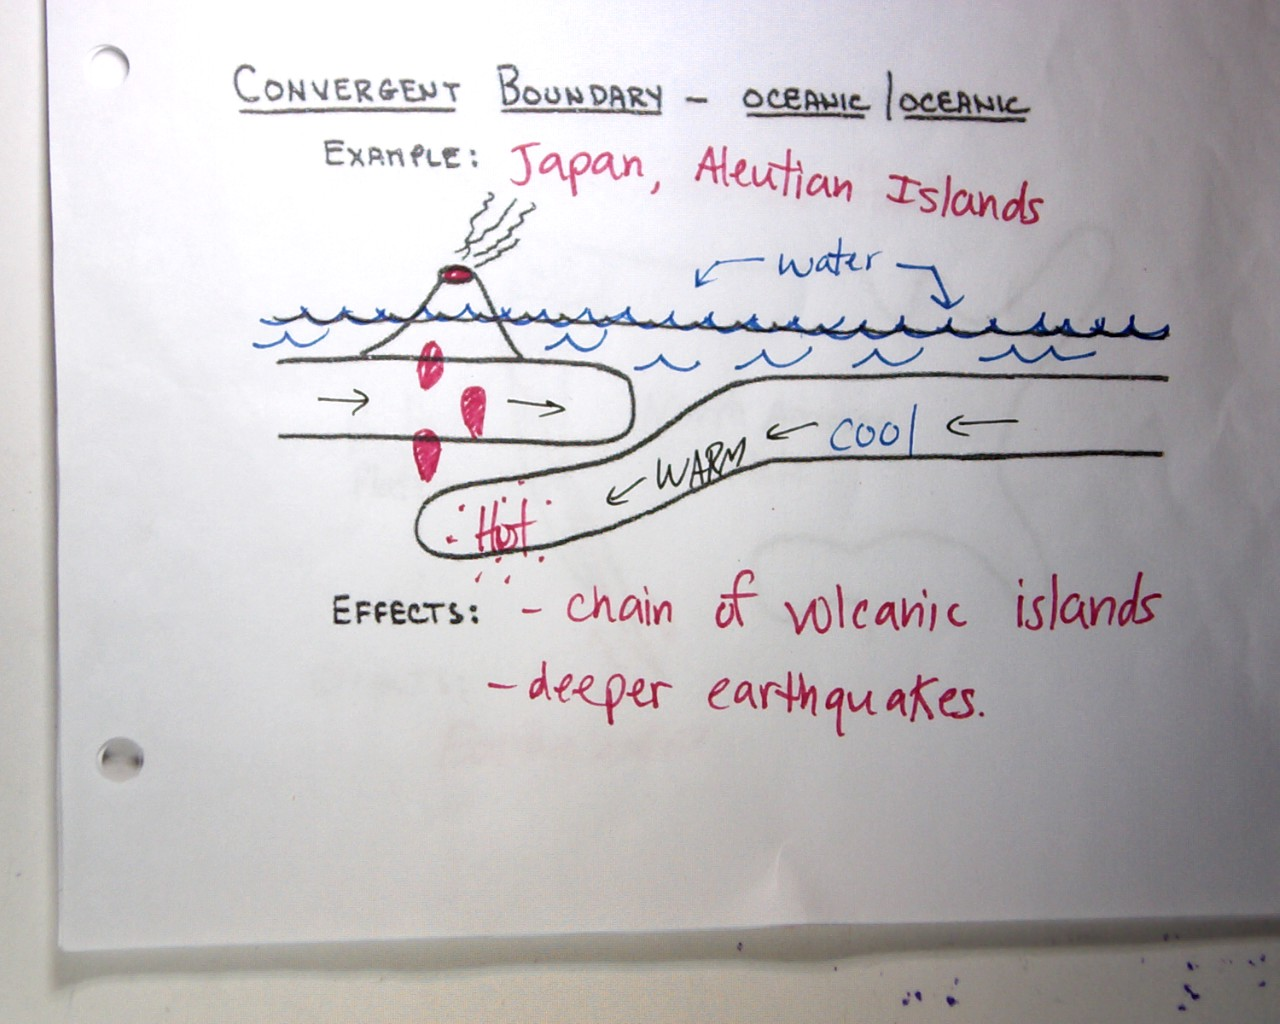 CONVERGENT BOUNDARY - OCEANIC/OCEANIC
EXAMPLE: Japan, Aleutian Islands
water
COOL
WARM
Hot
EFFECTS: - chain of volcanic islands
- deeper earthquakes.